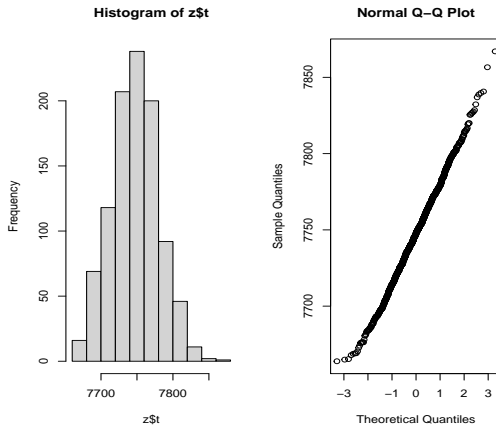 Histogram of z$t
Frequency
0 50 100 150 200
7700 7800
z$t
Normal Q−Q Plot
Sample Quantiles
7700 7750 7800 7850
−3 −1 0 1 2 3
Theoretical Quantiles